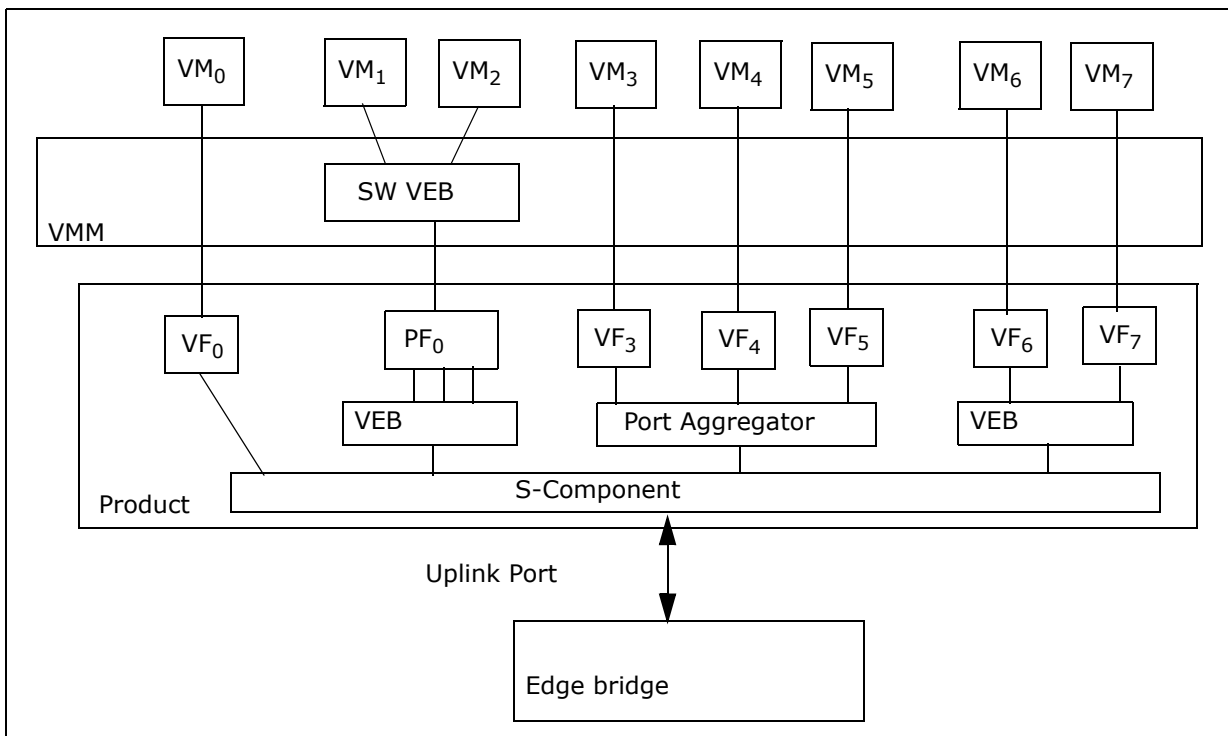 VM0 VM1 VM2 VM3 VM4 VM5 VM6 VM7
SW VEB
VMM
VF0 PF0 VF3 VF4 VF5 VF6 VF7
VEB Port Aggregator VEB
S-Component
Product
Uplink Port
Edge bridge